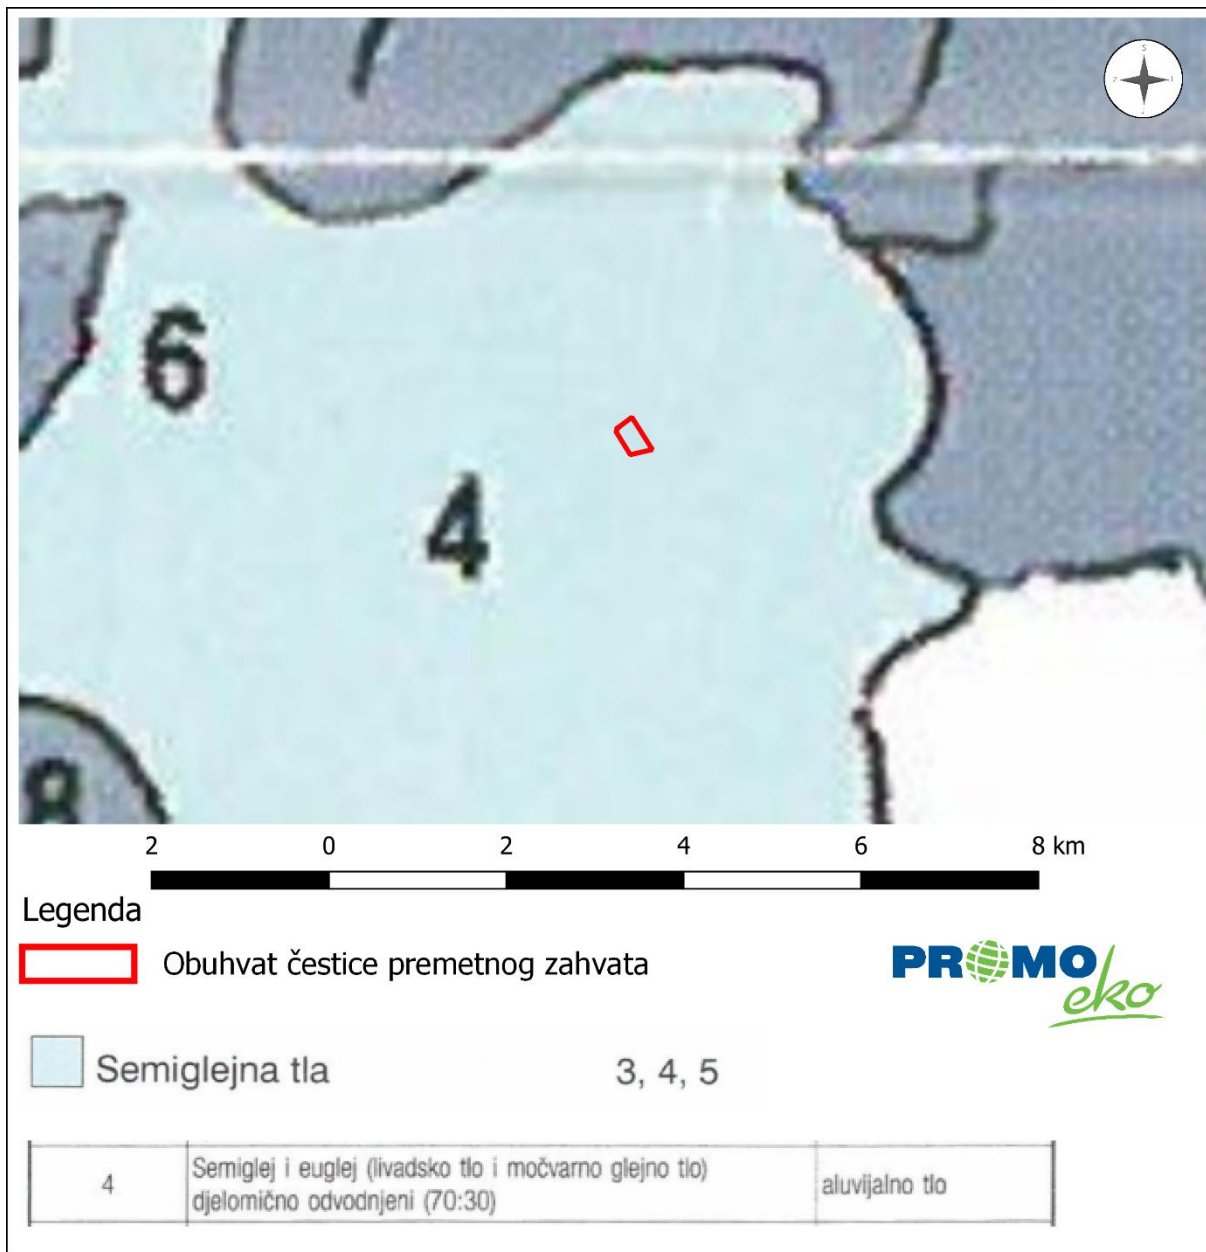 S
6
4
8
2 0 2 4 6 8 km
Legenda
Obuhvat čestice premetnog zahvata
PROMO
eko
Semiglejna tla 3, 4, 5
4 Semiglej i euglej (livadsko tlo i močvarno glejno tlo) aluvijalno tlo
djelomično odvodnjeni (70:30)